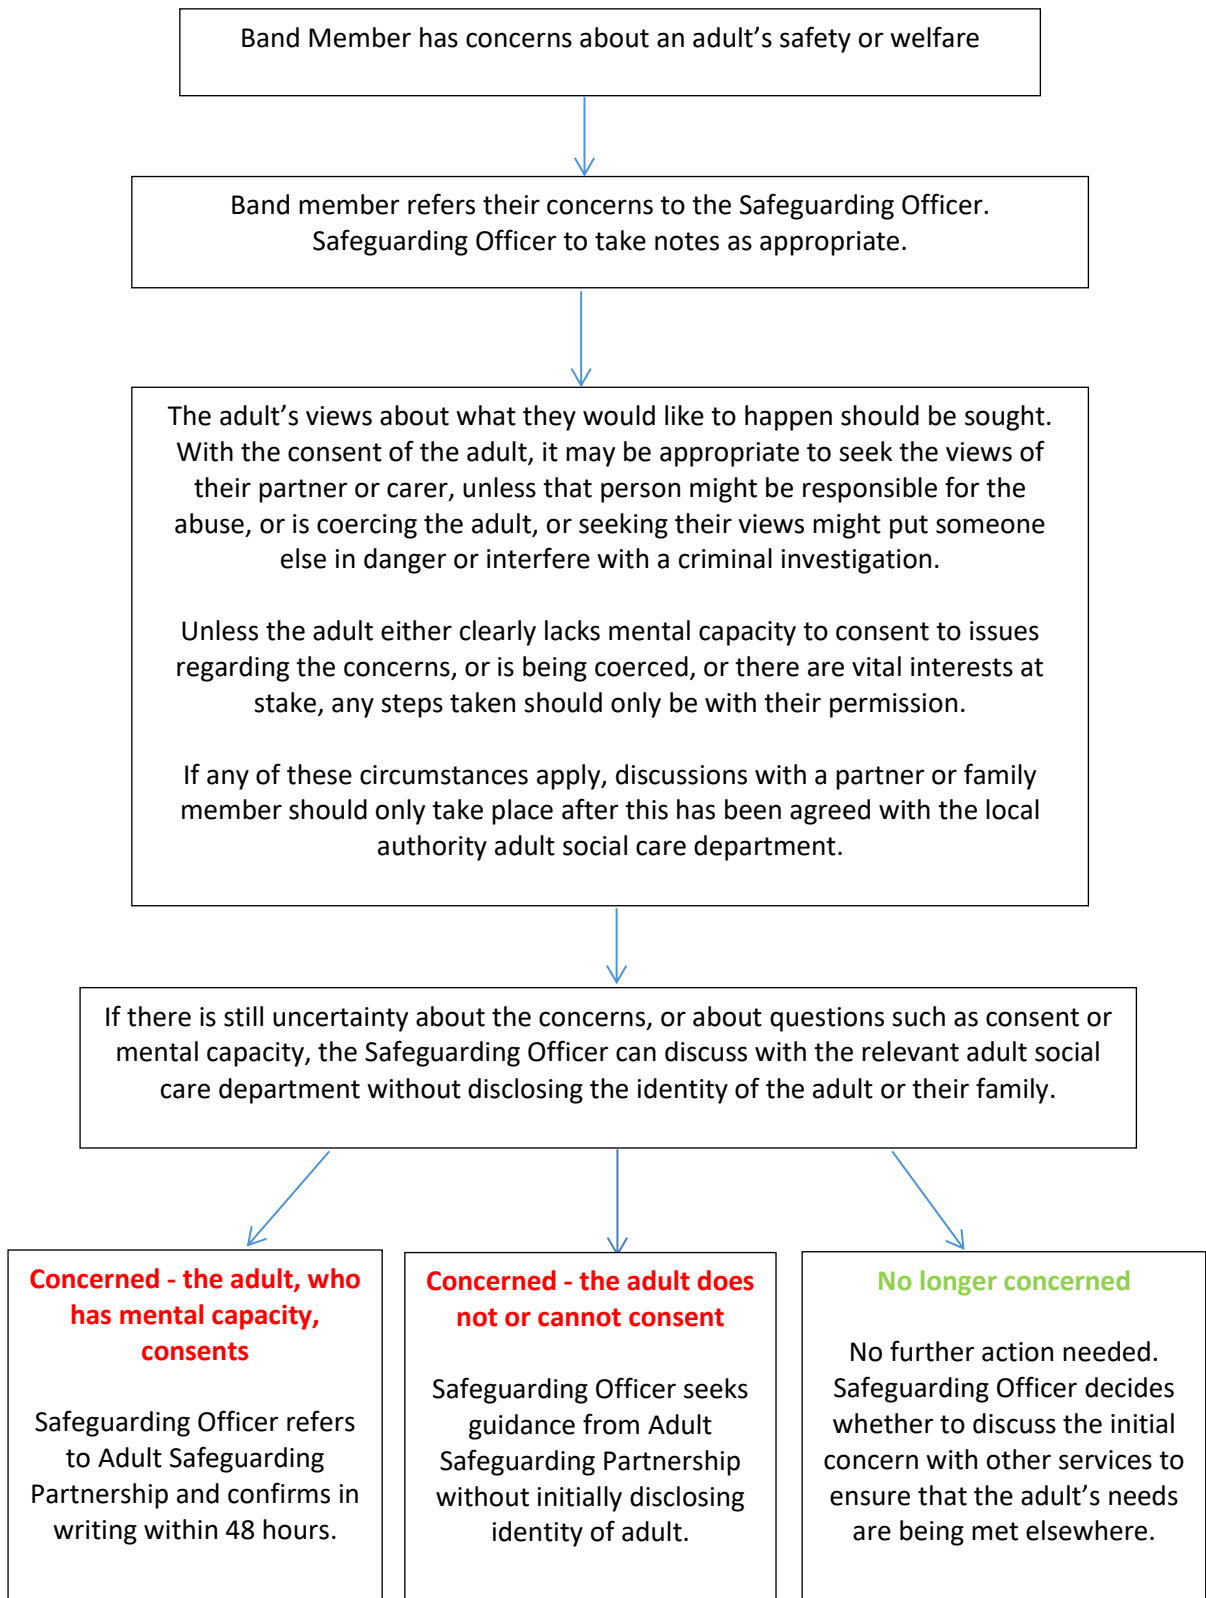 Band Member has concerns about an adult’s safety or welfare
Band member refers their concerns to the Safeguarding Officer.
Safeguarding Officer to take notes as appropriate.
The adult’s views about what they would like to happen should be sought.
With the consent of the adult, it may be appropriate to seek the views of
their partner or carer, unless that person might be responsible for the
abuse, or is coercing the adult, or seeking their views might put someone
else in danger or interfere with a criminal investigation.
Unless the adult either clearly lacks mental capacity to consent to issues
regarding the concerns, or is being coerced, or there are vital interests at
stake, any steps taken should only be with their permission.
If any of these circumstances apply, discussions with a partner or family
member should only take place after this has been agreed with the local
authority adult social care department.
If there is still uncertainty about the concerns, or about questions such as consent or
mental capacity, the Safeguarding Officer can discuss with the relevant adult social
care department without disclosing the identity of the adult or their family.
Concerned - the adult, who
has mental capacity,
consents
Safeguarding Officer refers
to Adult Safeguarding
Partnership and confirms in
writing within 48 hours.
Concerned - the adult does
not or cannot consent
Safeguarding Officer seeks
guidance from Adult
Safeguarding Partnership
without initially disclosing
identity of adult.
No longer concerned
No further action needed.
Safeguarding Officer decides
whether to discuss the initial
concern with other services to
ensure that the adult’s needs
are being met elsewhere.